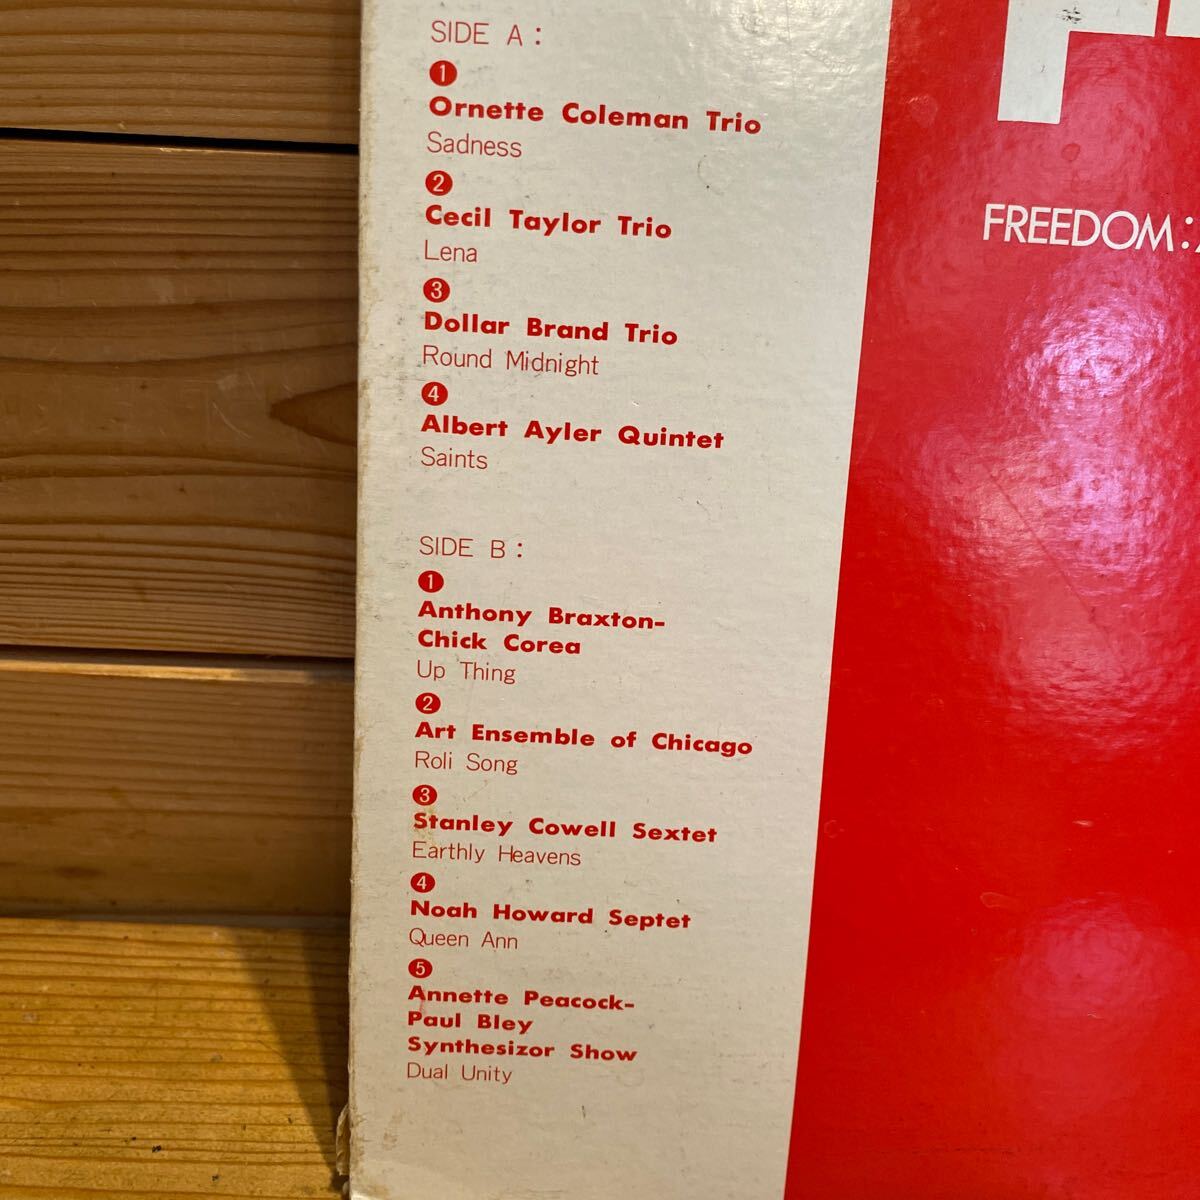 SIDE A:
1
Ornette Coleman Trio
Sadness
2
Cecil Taylor Trio
Lena
3
Dollar Brand Trio
Round Midnight
4
Albert Ayler Quintet
Saints
SIDE B:
1
Anthony Braxton-
Chick Corea
Up Thing
2
Art Ensemble of Chicago
Roli Song
3
Stanley Cowell Sextet
Earthly Heavens
4
Noah Howard Septet
Queen Ann
5
Annette Peacock-
Paul Bley
Synthesizor Show
Dual Unity
FREEDOM: